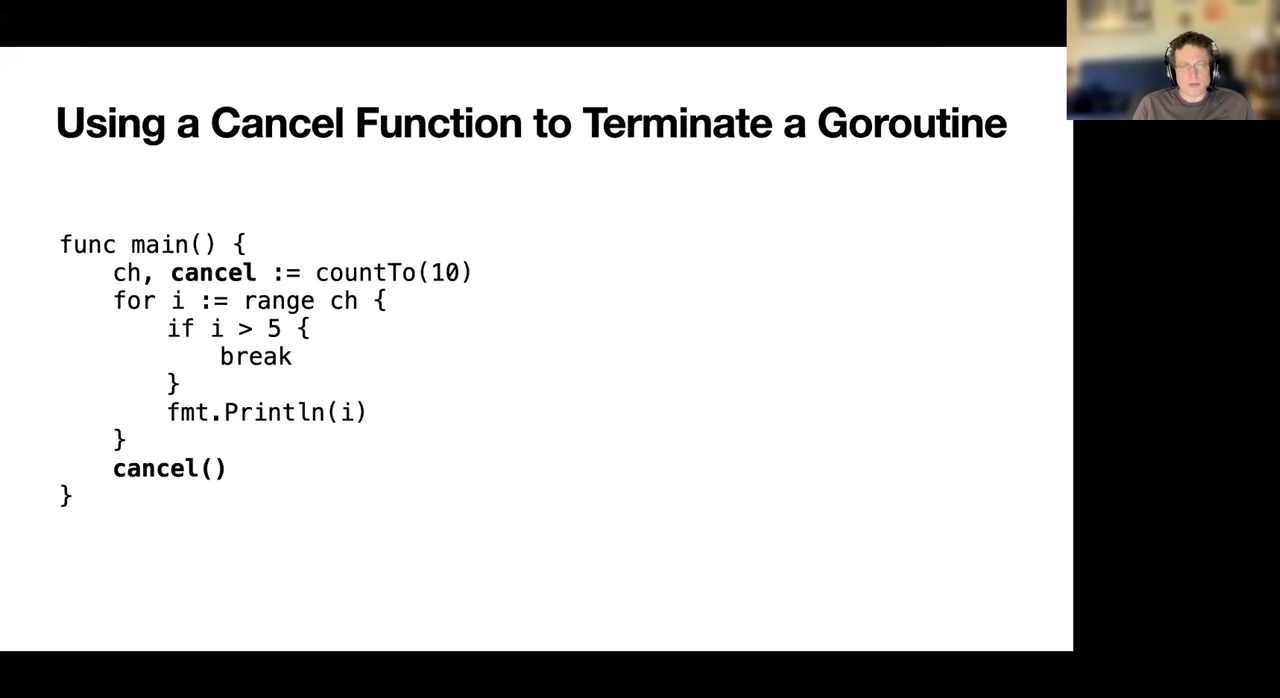 Using a Cancel Function to Terminate a Goroutine
func main() {
    ch, cancel := countTo(10)
    for i := range ch {
        if i > 5 {
            break
        }
        fmt.Println(i)
    }
    cancel()
}